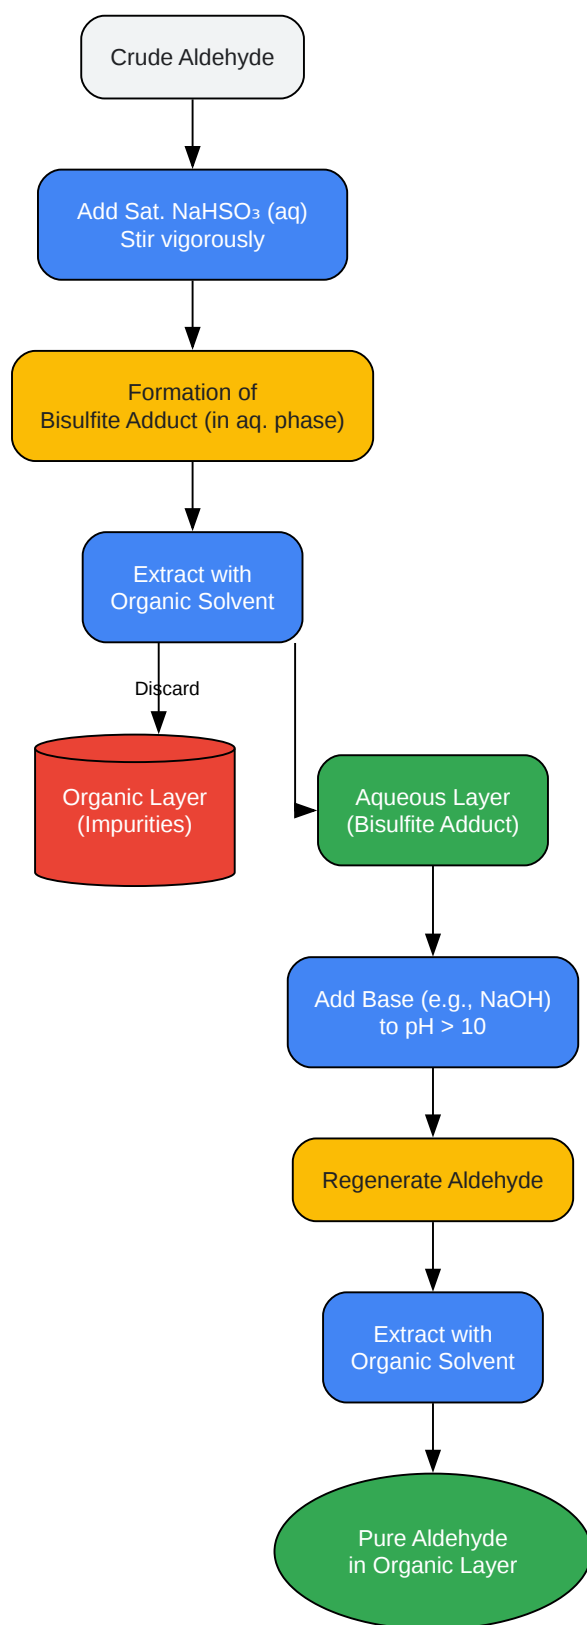 Crude Aldehyde
Add Sat. NaHSO₃ (aq)
Stir vigorously
Formation of
Bisulfite Adduct (in aq. phase)
Extract with
Organic Solvent
Discard
Organic Layer
(Impurities)
Aqueous Layer
(Bisulfite Adduct)
Add Base (e.g., NaOH)
to pH > 10
Regenerate Aldehyde
Extract with
Organic Solvent
Pure Aldehyde
in Organic Layer